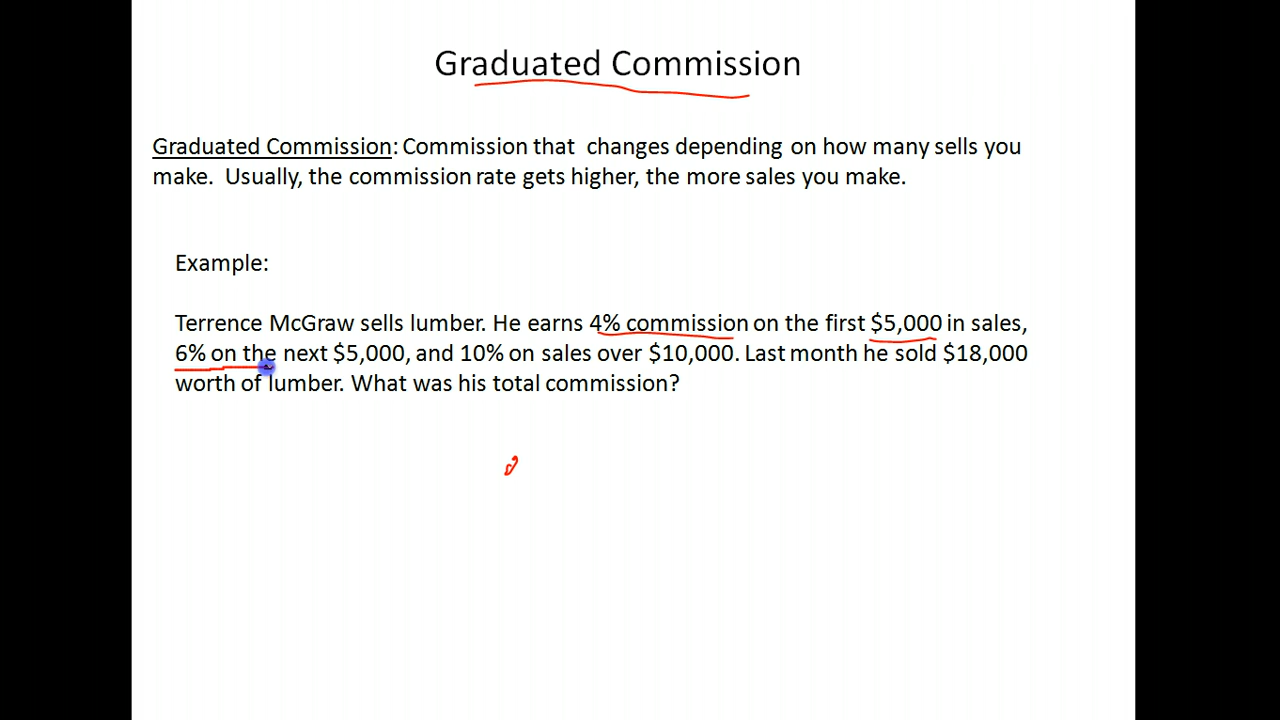 Graduated Commission
Graduated Commission: Commission that changes depending on how many sells you
make. Usually, the commission rate gets higher, the more sales you make.
Example:
Terrence McGraw sells lumber. He earns 4% commission on the first $5,000 in sales,
6% on the next $5,000, and 10% on sales over $10,000. Last month he sold $18,000
worth of lumber. What was his total commission?